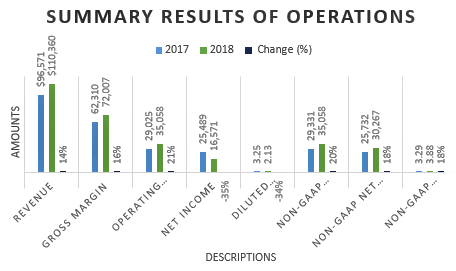 SUMMARY RESULTS OF OPERATIONS
2017 2018 Change (%)
AMOUNTS
$96,571 $110,360 14%
62,310 72,007 16%
29,025 35,058 21%
25,489 16,571 -35%
3.25 2.13 -34%
29,331 35,058 20%
25,732 30,267 18%
3.29 3.88 18%
REVENUE
GROSS MARGIN
OPERATING...
NET INCOME
DILUTED...
NON-GAAP...
NON-GAAP NET...
NON-GAAP...
DESCRIPTIONS